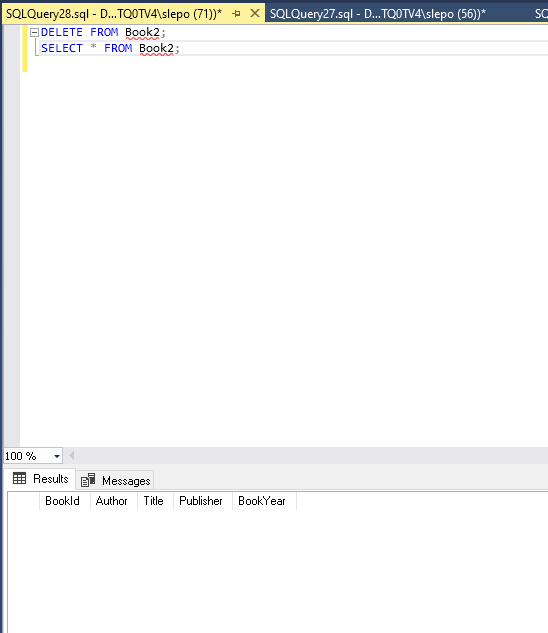 SQLQuery28.sql - D...TQ0TV4\slepo (71))* SQLQuery27.sql - D...TQ0TV4\slepo (56))* SQ
DELETE FROM Book2;
SELECT * FROM Book2;
100 %
Results Messages
BookId Author Title Publisher BookYear